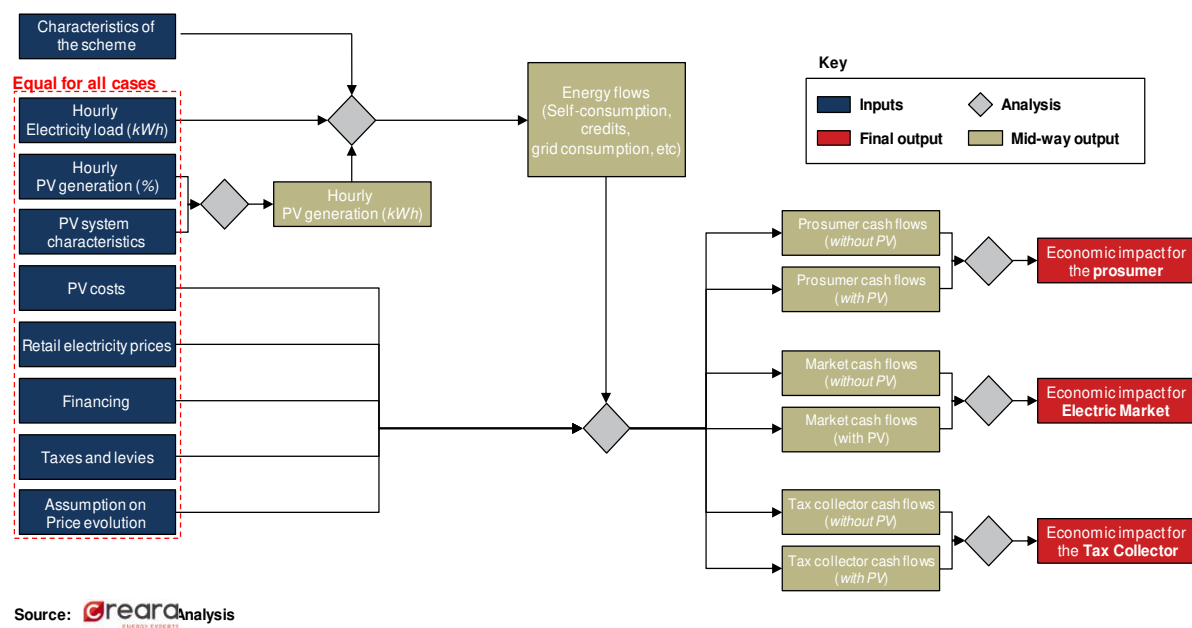 Characteristics of
the scheme
Equal for all cases
Hourly
Electricity load (kWh)
Hourly
PV generation (%)
PV system
characteristics
PV costs
Retail electricity prices
Financing
Taxes and levies
Assumption on
Price evolution
Hourly
PV generation (kWh)
Energy flows
(Self-consumption,
credits,
grid consumption, etc)
Key
Inputs
Analysis
Final output
Mid-way output
Prosumer cash flows
(without PV)
Prosumer cash flows
(with PV)
Market cash flows
(without PV)
Market cash flows
(with PV)
Tax collector cash flows
(without PV)
Tax collector cash flows
(with PV)
Economic impact for
the prosumer
Economic impact for
Electric Market
Economic impact for
the Tax Collector
Source: creara Analysis
ENERGY EXPERTS